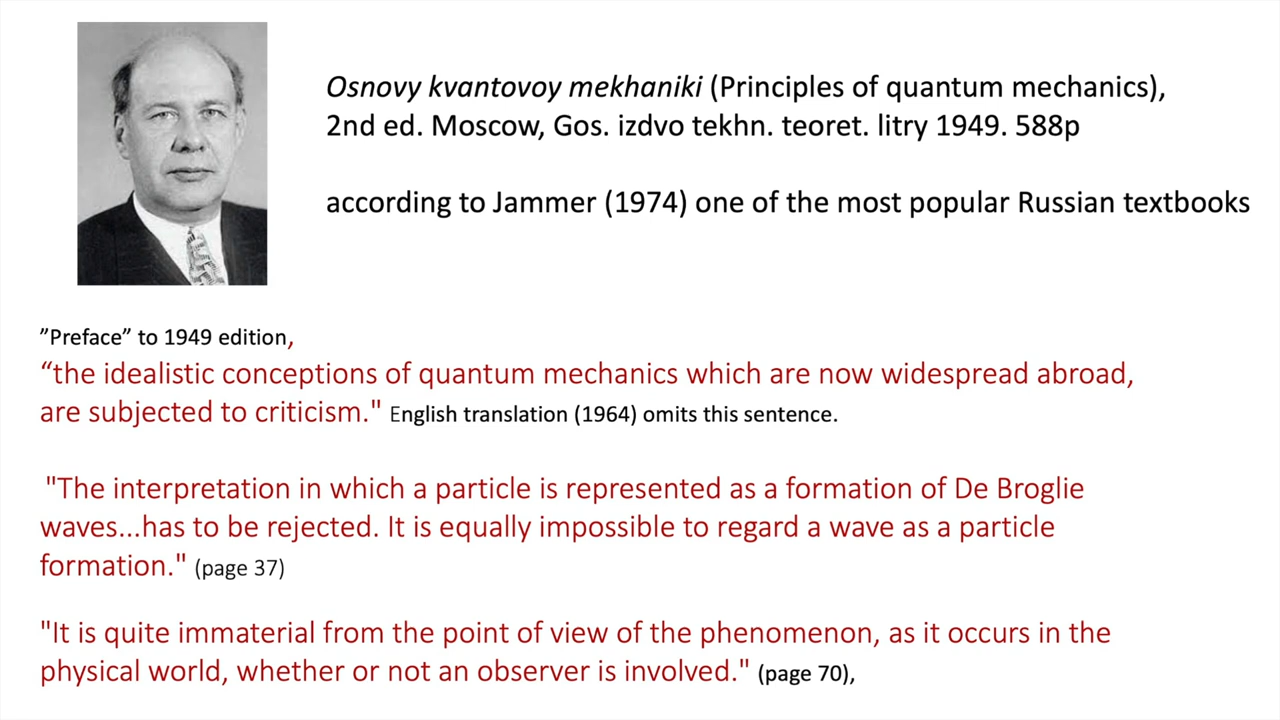 Osnovy kvantovoy mekhaniki (Principles of quantum mechanics),
2nd ed. Moscow, Gos. izdvo tekhn. teoret. litry 1949. 588p
according to Jammer (1974) one of the most popular Russian textbooks
”Preface” to 1949 edition,
“the idealistic conceptions of quantum mechanics which are now widespread abroad,
are subjected to criticism." English translation (1964) omits this sentence.
"The interpretation in which a particle is represented as a formation of De Broglie
waves...has to be rejected. It is equally impossible to regard a wave as a particle
formation." (page 37)
"It is quite immaterial from the point of view of the phenomenon, as it occurs in the
physical world, whether or not an observer is involved." (page 70),